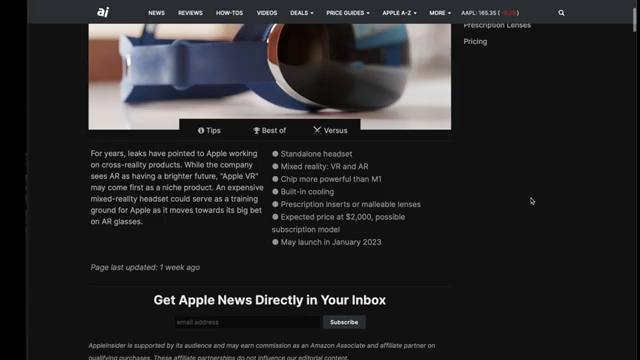 ai NEWS REVIEWS HOW-TOS VIDEOS DEALS PRICE GUIDES APPLE A-Z MORE AAPL: 165.35
Prescription Lenses
Pricing
Tips Best of Versus
For years, leaks have pointed to Apple working
on cross-reality products. While the company
sees AR as having a brighter future, "Apple VR"
may come first as a niche product. An expensive
mixed-reality headset could serve as a training
ground for Apple as it moves towards its big bet
on AR glasses.
● Standalone headset
● Mixed reality: VR and AR
● Chip more powerful than M1
● Built-in cooling
● Prescription inserts or malleable lenses
● Expected price at $2,000, possible
subscription model
● May launch in January 2023
Page last updated: 1 week ago
Get Apple News Directly in Your Inbox
email address Subscribe
AppleInsider is supported by its audience and may earn commission as an Amazon Associate and affiliate partner on
qualifying purchases. These affiliate partnerships do not influence our editorial content.